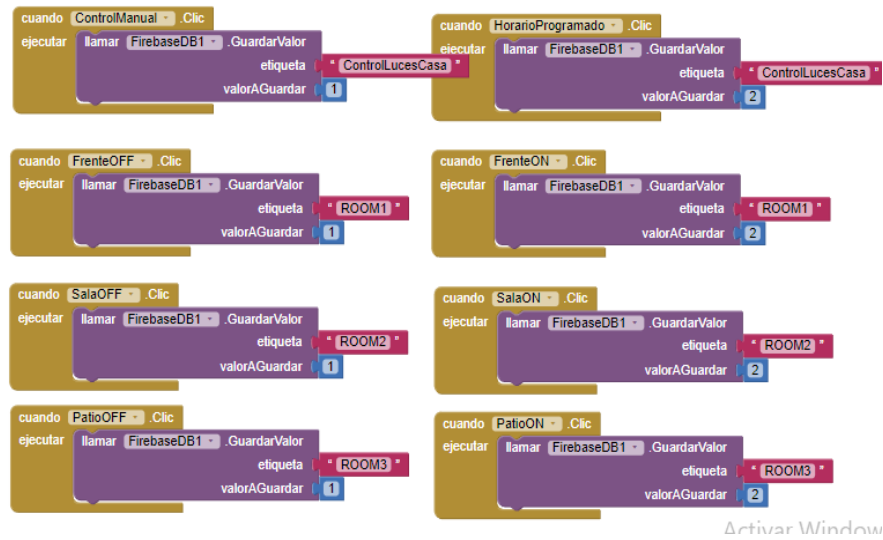 cuando ControlManual .Clic
ejecutar llamar FirebaseDB1 .GuardarValor
etiqueta " ControlLucesCasa "
valorAGuardar 1
cuando HorarioProgramado .Clic
ejecutar llamar FirebaseDB1 .GuardarValor
etiqueta " ControlLucesCasa "
valorAGuardar 2
cuando FrenteOFF .Clic
ejecutar llamar FirebaseDB1 .GuardarValor
etiqueta " ROOM1 "
valorAGuardar 1
cuando FrenteON .Clic
ejecutar llamar FirebaseDB1 .GuardarValor
etiqueta " ROOM1 "
valorAGuardar 2
cuando SalaOFF .Clic
ejecutar llamar FirebaseDB1 .GuardarValor
etiqueta " ROOM2 "
valorAGuardar 1
cuando SalaON .Clic
ejecutar llamar FirebaseDB1 .GuardarValor
etiqueta " ROOM2 "
valorAGuardar 2
cuando PatioOFF .Clic
ejecutar llamar FirebaseDB1 .GuardarValor
etiqueta " ROOM3 "
valorAGuardar 1
cuando PatioON .Clic
ejecutar llamar FirebaseDB1 .GuardarValor
etiqueta " ROOM3 "
valorAGuardar 2
Activar Window